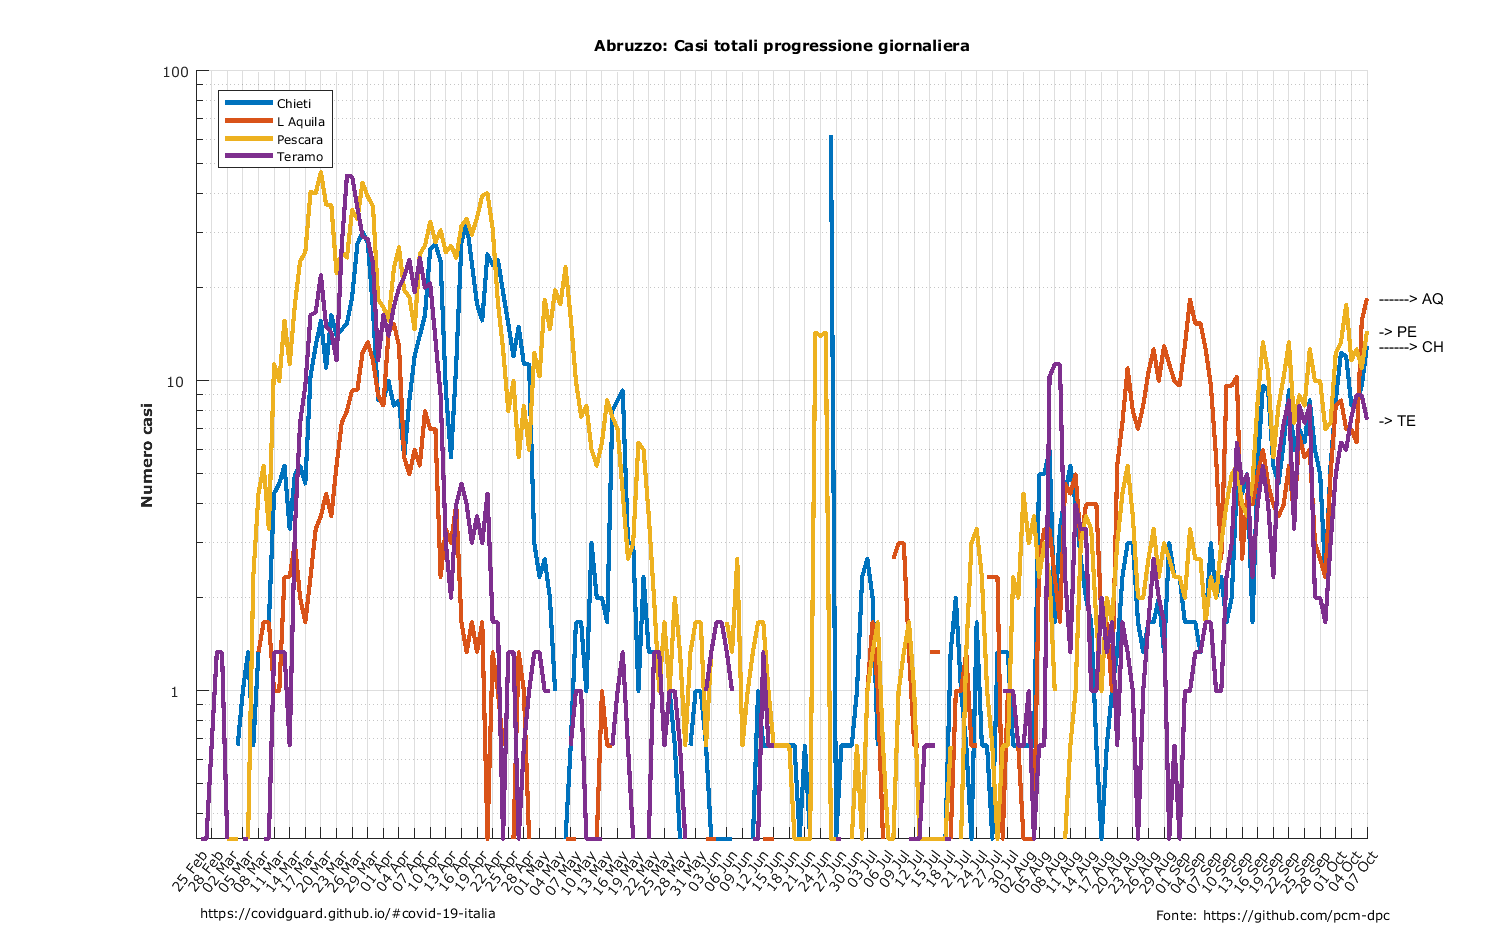 Abruzzo: Casi totali progressione giornaliera
100
10
1
Numero casi
Chieti
L Aquila
Pescara
Teramo
------> AQ
-> PE
------> CH
-> TE
25 Feb
28 Feb
02 Mar
05 Mar
08 Mar
11 Mar
14 Mar
17 Mar
20 Mar
23 Mar
26 Mar
29 Mar
01 Apr
04 Apr
07 Apr
10 Apr
13 Apr
16 Apr
19 Apr
22 Apr
25 Apr
28 Apr
01 May
04 May
07 May
10 May
13 May
16 May
19 May
22 May
25 May
28 May
31 May
03 Jun
06 Jun
09 Jun
12 Jun
15 Jun
18 Jun
21 Jun
24 Jun
27 Jun
30 Jun
03 Jul
06 Jul
09 Jul
12 Jul
15 Jul
18 Jul
21 Jul
24 Jul
27 Jul
30 Jul
02 Aug
05 Aug
08 Aug
11 Aug
14 Aug
17 Aug
20 Aug
23 Aug
26 Aug
29 Aug
01 Sep
04 Sep
07 Sep
10 Sep
13 Sep
16 Sep
19 Sep
22 Sep
25 Sep
28 Sep
01 Oct
04 Oct
07 Oct
https://covidguard.github.io/#covid-19-italia
Fonte: https://github.com/pcm-dpc